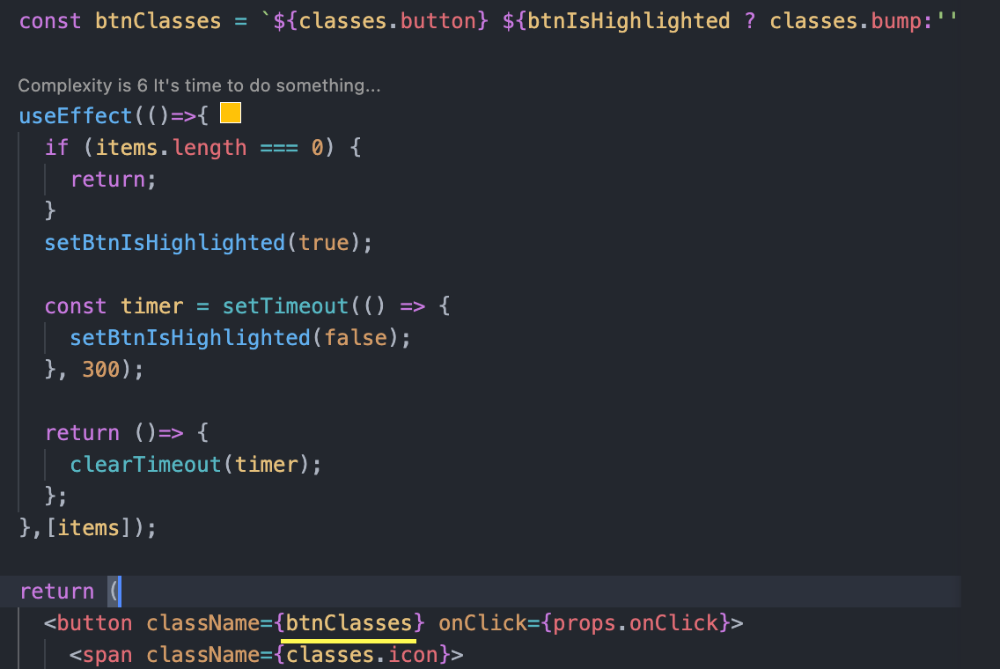 const btnClasses = `${classes.button} ${btnIsHighlighted ? classes.bump:''
Complexity is 6 It's time to do something...
useEffect(()=>{
if (items.length === 0) {
return;
}
setBtnIsHighlighted(true);
const timer = setTimeout(() => {
setBtnIsHighlighted(false);
}, 300);
return ()=> {
clearTimeout(timer);
};
},[items]);
return (
<button className={btnClasses} onClick={props.onClick}>
<span className={classes.icon}>